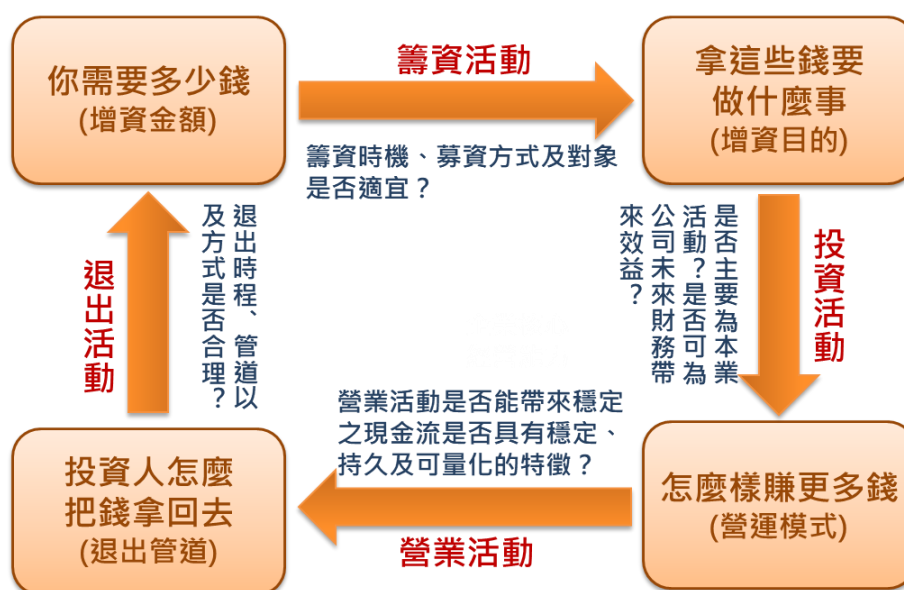 你需要多少錢
(增資金額)
籌資活動
籌資時機、募資方式及對象
是否適宜？
拿這些錢要
做什麼事
(增資目的)
投資活動
是否主要為本業
活動？是否可為
公司未來財務帶
來效益？
怎麼樣賺更多錢
(營運模式)
營業活動是否能帶來穩定
之現金流是否具有穩定、
持久及可量化的特徵？
營業活動
投資人怎麼
把錢拿回去
(退出管道)
退出活動
退出時程、管道以
及方式是否合理？